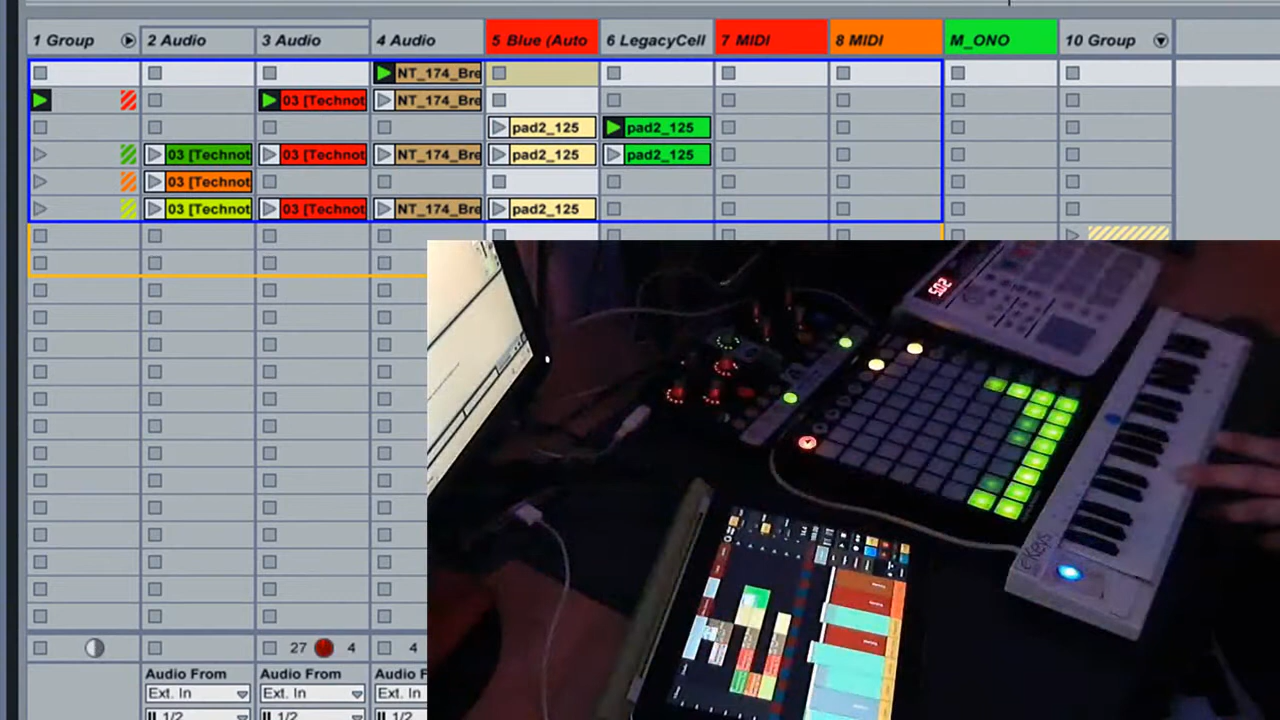 1 Group 2 Audio 3 Audio 4 Audio 5 Blue (Auto 6 LegacyCell 7 MIDI 8 MIDI M_ONO 10 Group
NT_174_Bre
03 [Technot NT_174_Bre
pad2_125 pad2_125
03 [Technot 03 [Technot NT_174_Bre pad2_125 pad2_125
03 [Technot
03 [Technot 03 [Technot NT_174_Bre pad2_125
502
eKeys
27 4 4
Audio From Audio From Audio F
Ext. In Ext. In Ext. In
1/2 1/2 1/2